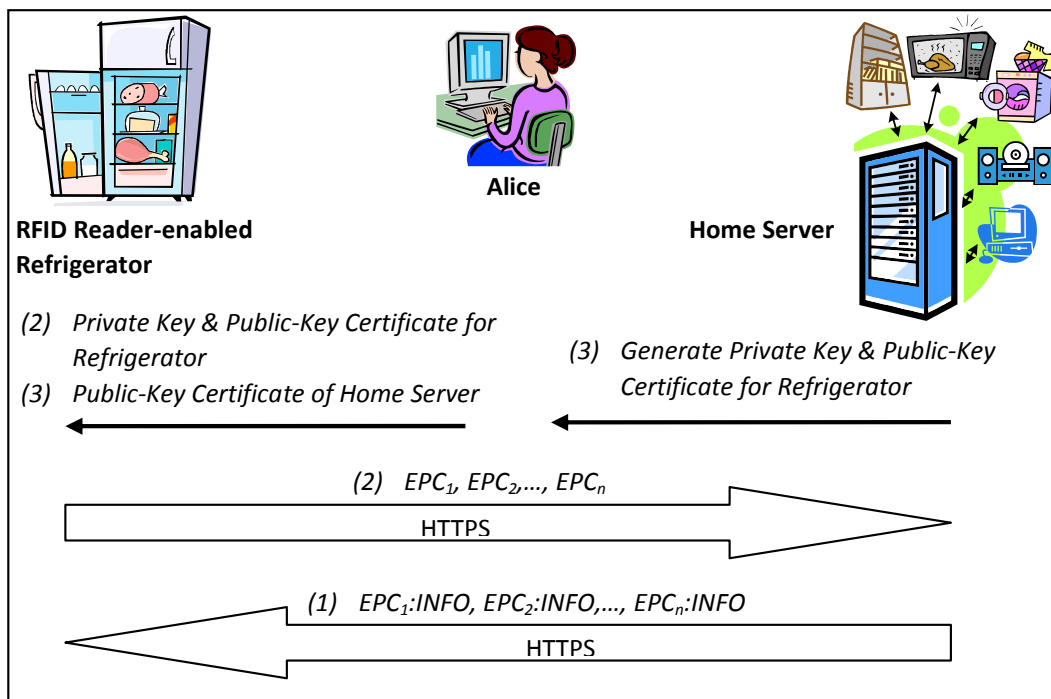 Alice
RFID Reader-enabled
Refrigerator
Home Server
(2) Private Key & Public-Key Certificate for
Refrigerator
(3) Public-Key Certificate of Home Server
(3) Generate Private Key & Public-Key
Certificate for Refrigerator
(2) EPC₁, EPC₂,..., EPCₙ
HTTPS
(1) EPC₁:INFO, EPC₂:INFO,..., EPCₙ:INFO
HTTPS